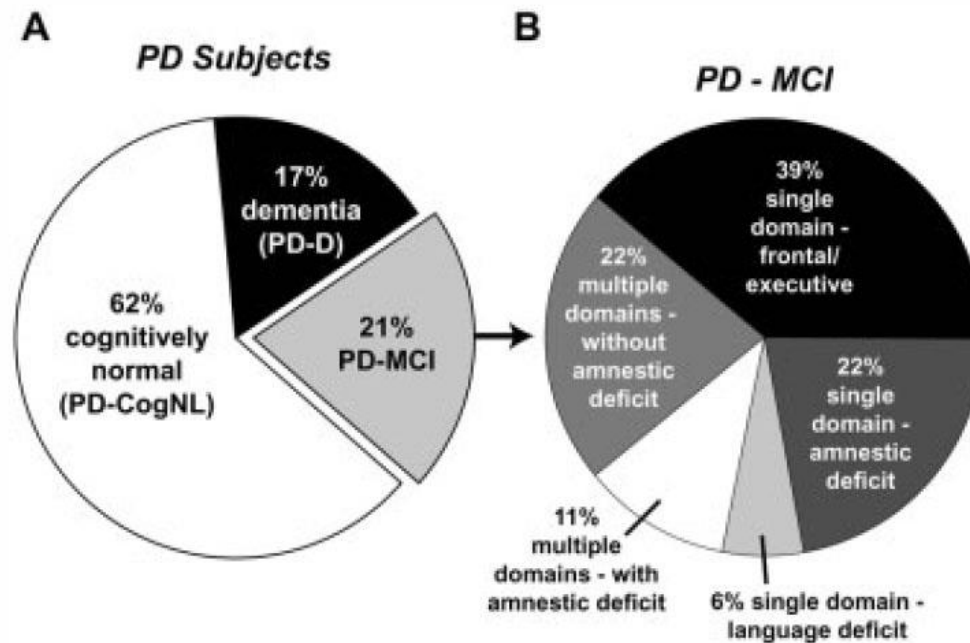 A
PD Subjects
17%
dementia
(PD-D)
62%
cognitively
normal
(PD-CogNL)
21%
PD-MCI
B
PD - MCI
39%
single
domain -
frontal/
executive
22%
multiple
domains -
without
amnestic
deficit
22%
single
domain -
amnestic
deficit
11%
multiple
domains - with
amnestic deficit
6% single domain -
language deficit